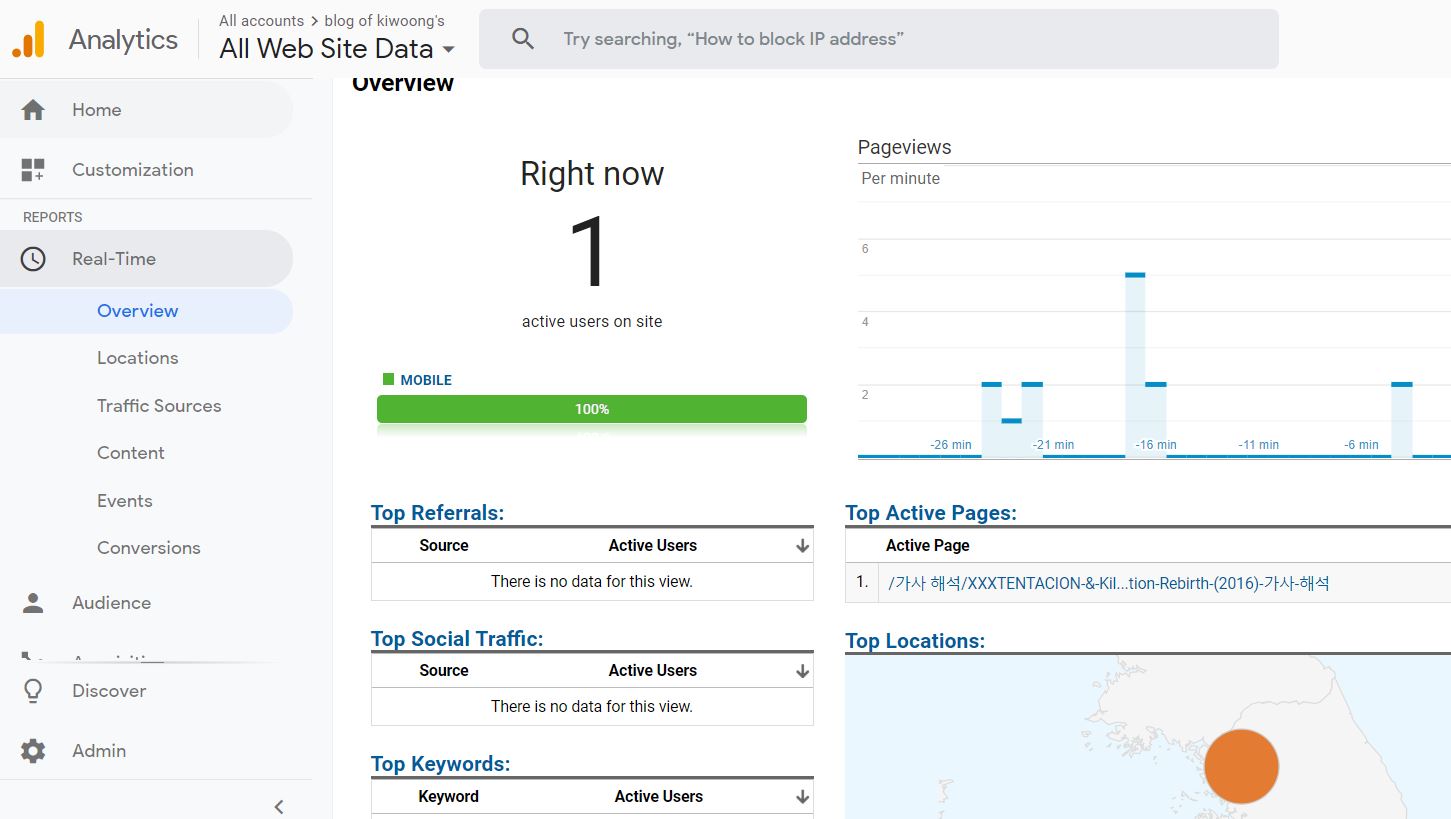 Analytics
All accounts > blog of kiwoong's
All Web Site Data
Try searching, “How to block IP address”
Home
Customization
REPORTS
Real-Time
Overview
Locations
Traffic Sources
Content
Events
Conversions
Audience
Discover
Admin
Overview
Right now
1
active users on site
MOBILE
100%
Pageviews
Per minute
6
4
2
-26 min -21 min -16 min -11 min -6 min
Top Referrals:
Source Active Users
There is no data for this view.
Top Social Traffic:
Source Active Users
There is no data for this view.
Top Keywords:
Keyword Active Users
Top Active Pages:
Active Page
1. /가사 해석/XXXTENTACION-&-Kil...tion-Rebirth-(2016)-가사-해석
Top Locations: